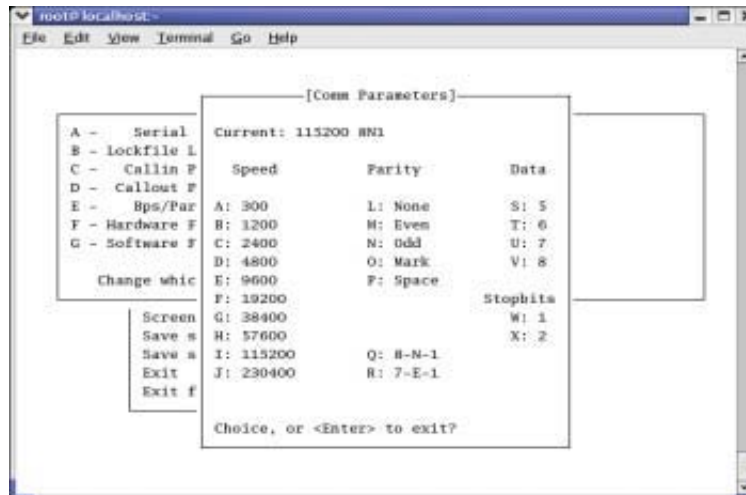 root@localhost:~
File Edit View Terminal Go Help
[Comm Parameters]
A - Serial
B - Lockfile L
C - Callin P
D - Callout P
E - Bps/Par
F - Hardware F
G - Software F
Change whic
Screen
Save s
Save a
Exit
Exit f
Current: 115200 8N1
Speed Parity Data
A: 300 L: None S: 5
B: 1200 M: Even T: 6
C: 2400 N: Odd U: 7
D: 4800 O: Mark V: 8
E: 9600 P: Space
F: 19200 Stopbits
G: 38400 W: 1
H: 57600 X: 2
I: 115200 Q: 8-N-1
J: 230400 R: 7-E-1
Choice, or <Enter> to exit?